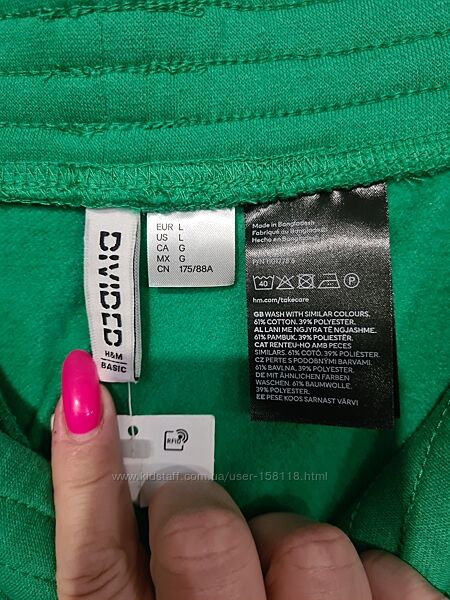 DIVIDED
H&M
BASIC
EUR L
US L
CA G
MX G
CN 175/88A
Made in Bangladesh
Fabriqué au Bangladesh
Hecho en Bangladesh
40
P
hm.com/takecare
GB WASH WITH SIMILAR COLOURS.
61% COTTON. 39% POLYESTER.
AL LANI ME NGJYRA TË NGJASHME.
61% PAMBUK. 39% POLIESTËR.
CAT RENTEU-HO AMB PECES
SIMILARS. 61% COTÓ. 39% POLIÈSTER.
CZ PERTE S PODOBNÝMI BARVAMI.
61% BAVLNA. 39% POLYESTER.
DE MIT ÄHNLICHEN FARBEN
WASCHEN. 61% BAUMWOLLE.
39% POLYESTER.
EE PESE KOOS SARNAST VÄRVI
RFID
www.kidstaff.com.ua/user-158118.html